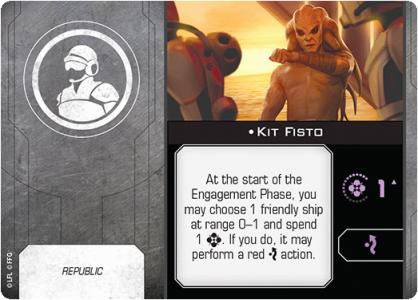 • Kit Fisto
At the start of the
Engagement Phase, you
may choose 1 friendly ship
at range 0–1 and spend
1 . If you do, it may
perform a red action.
1
REPUBLIC
© LFL © FFG